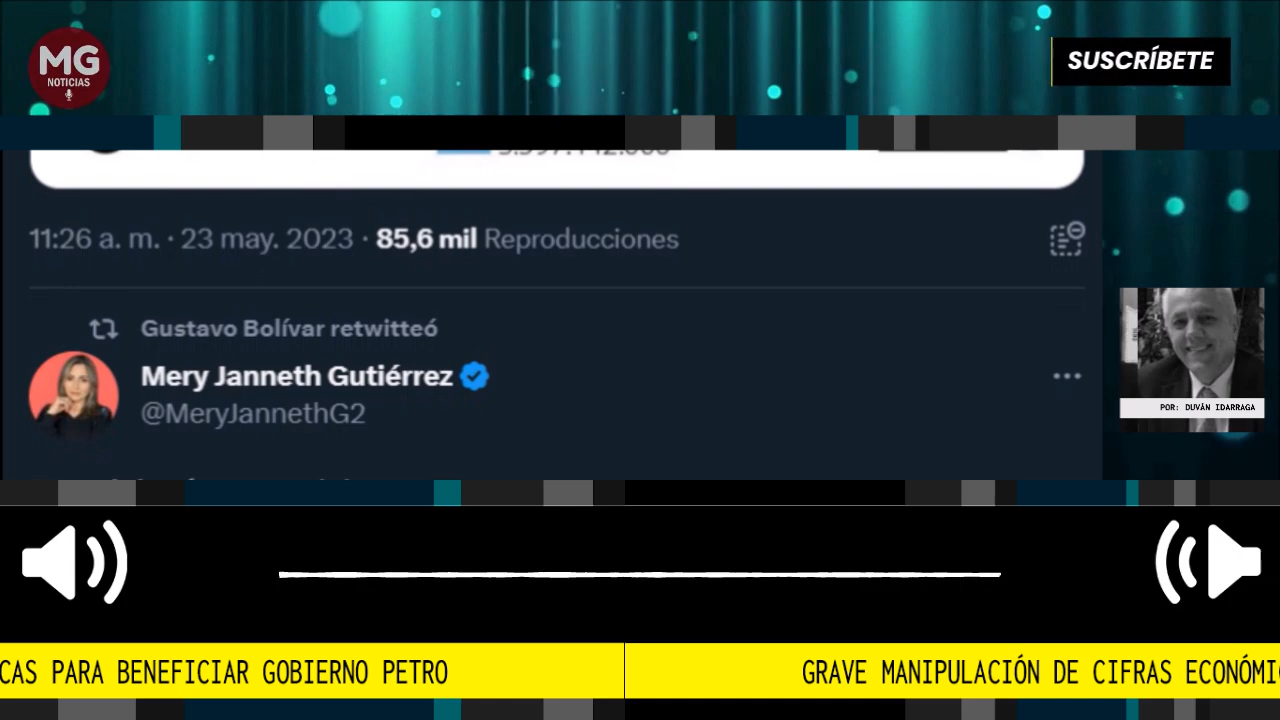 MG
NOTICIAS
SUSCRÍBETE
11:26 a. m. · 23 may. 2023 · 85,6 mil Reproducciones
Gustavo Bolívar retwitteó
Mery Janneth Gutiérrez
@MeryJannethG2
POR: DUVÁN IDARRAGA
CAS PARA BENEFICIAR GOBIERNO PETRO
GRAVE MANIPULACIÓN DE CIFRAS ECONÓMI